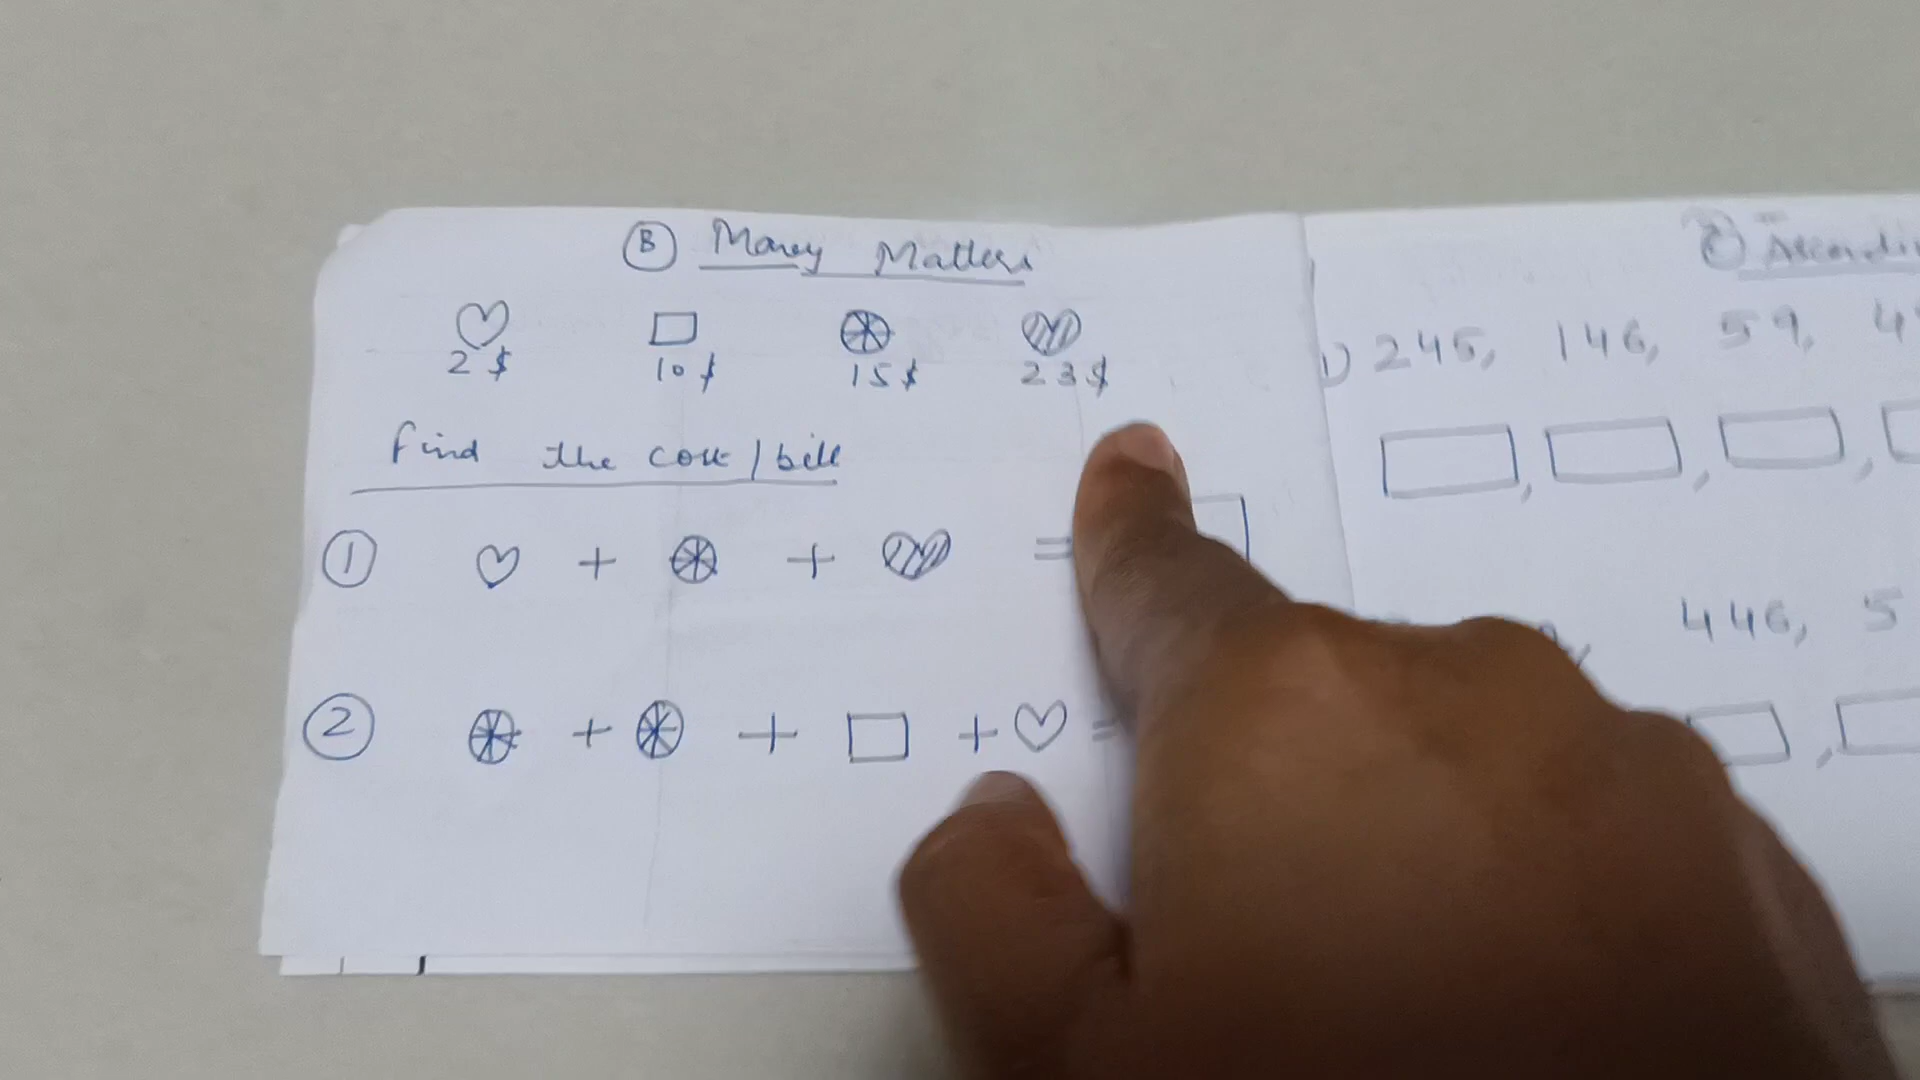 B Money Matters
2 $ 10 $ 15 $ 23 $
Find the cost / bill
1 + + =
2 + + + =
1) 245, 146, 59,
446, 5